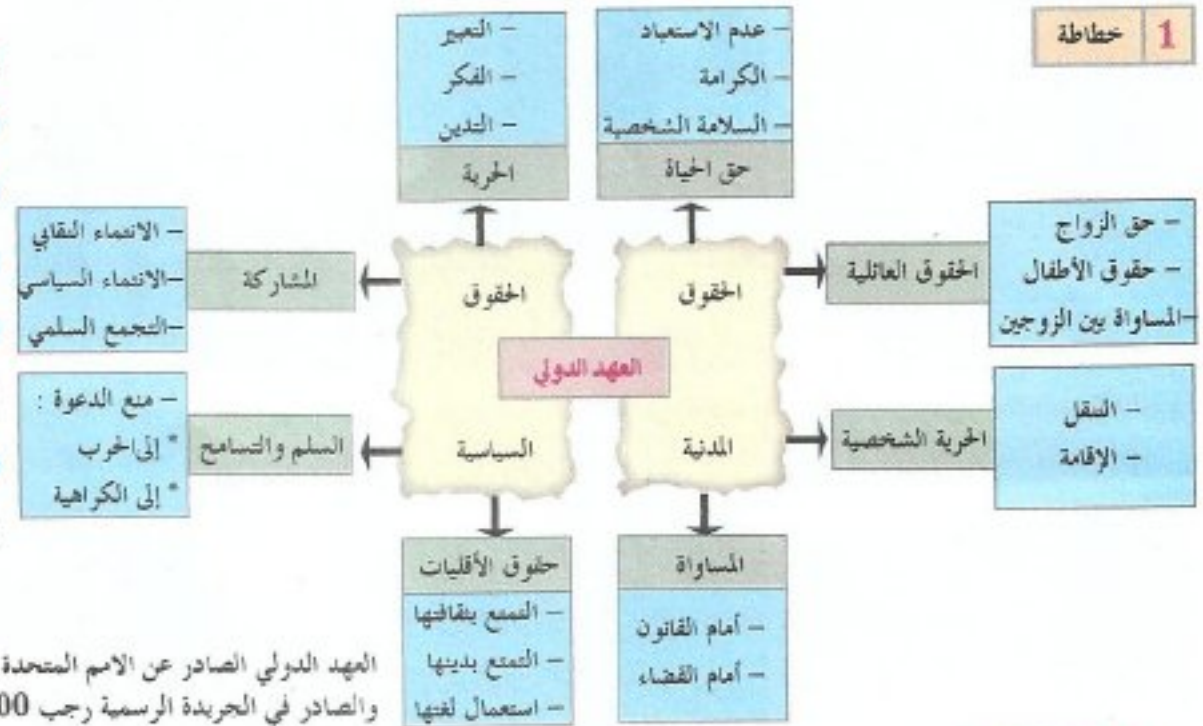 1 خطاطة
– عدم الاستعباد
– الكرامة
– السلامة الشخصية
حق الحياة
– التعبير
– الفكر
– التدين
الحرية
– حق الزواج
– حقوق الأطفال
–المساواة بين الزوجين
الحقوق العائلية
– التنقل
– الإقامة
الحرية الشخصية
الحقوق
المدنية
العهد الدولي
الحقوق
السياسية
المشاركة
– الانتماء النقابي
–الانتماء السياسي
–التجمع السلمي
السلم والتسامح
– منع الدعوة :
* إلى الحرب
* إلى الكراهية
المساواة
– أمام القانون
– أمام القضاء
حقوق الأقليات
– التمتع بثقافتها
– التمتع بدينها
– استعمال لغتها
العهد الدولي الصادر عن الامم المتحدة
والصادر في الجريدة الرسمية رجب 00